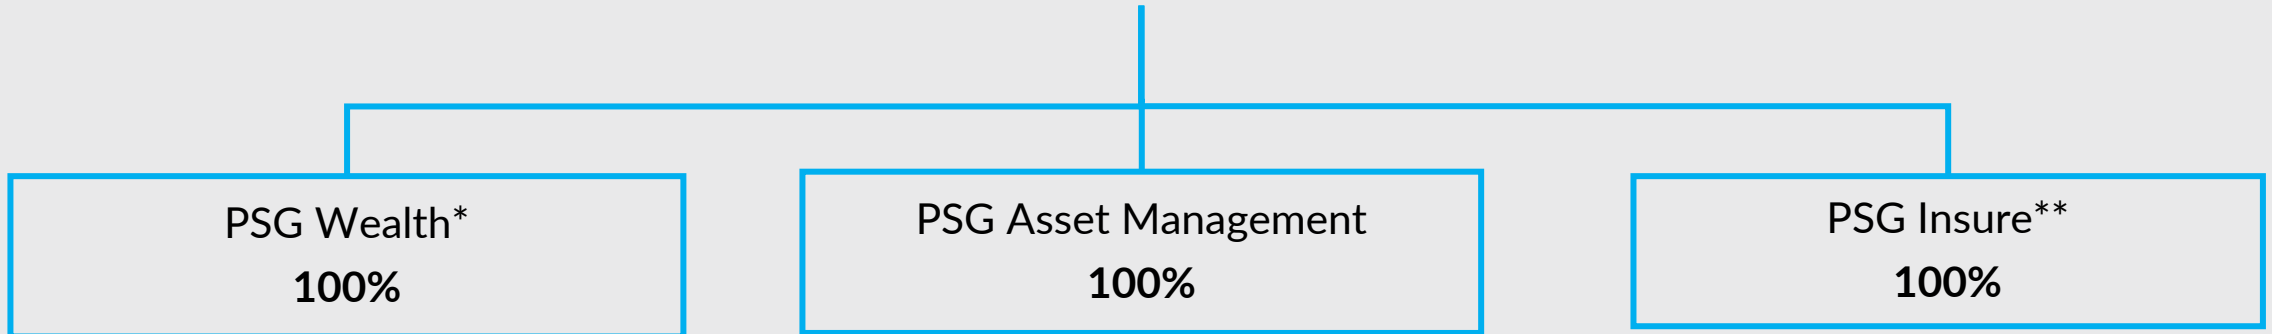 PSG Wealth*
100%
PSG Asset Management
100%
PSG Insure**
100%